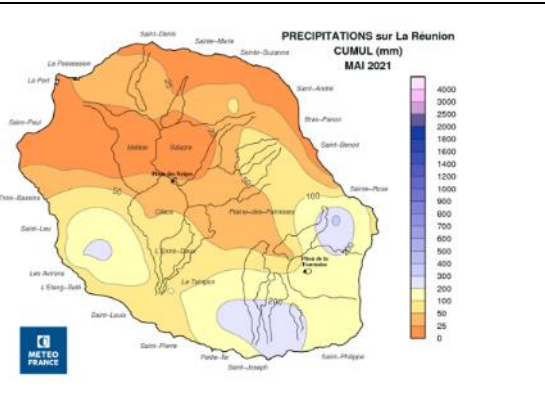 PRECIPITATIONS sur La Réunion
CUMUL (mm)
MAI 2021
Saint-Denis
Sainte-Marie
Sainte-Suzanne
La Possession
Le Port
Saint-André
Saint-Paul
Bras-Panon
Saint-Benoît
Mafate
Salazie
Piton des Neiges
Sainte-Rose
Trois-Bassins
Cilaos
Plaine-des-Palmistes
Saint-Leu
L'Entre-Deux
Piton de la
Fournaise
Les Avirons
L'Etang-Salé
Le Tampon
Saint-Louis
Saint-Pierre
Petite-Île
Saint-Joseph
Saint-Philippe
50
50
50
100
200
200
4000
3000
2500
2000
1800
1600
1400
1200
1000
900
800
700
600
500
400
300
200
100
50
25
0
METEO
FRANCE